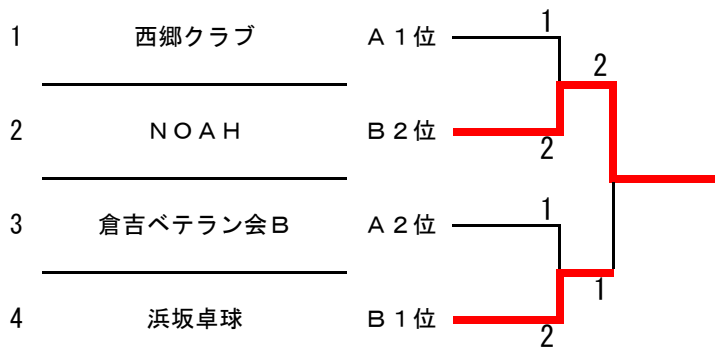 1 西郷クラブ A1位 1
2
2 NOAH B2位 2
3 倉吉ベテラン会B A2位 1
1
4 浜坂卓球 B1位 2